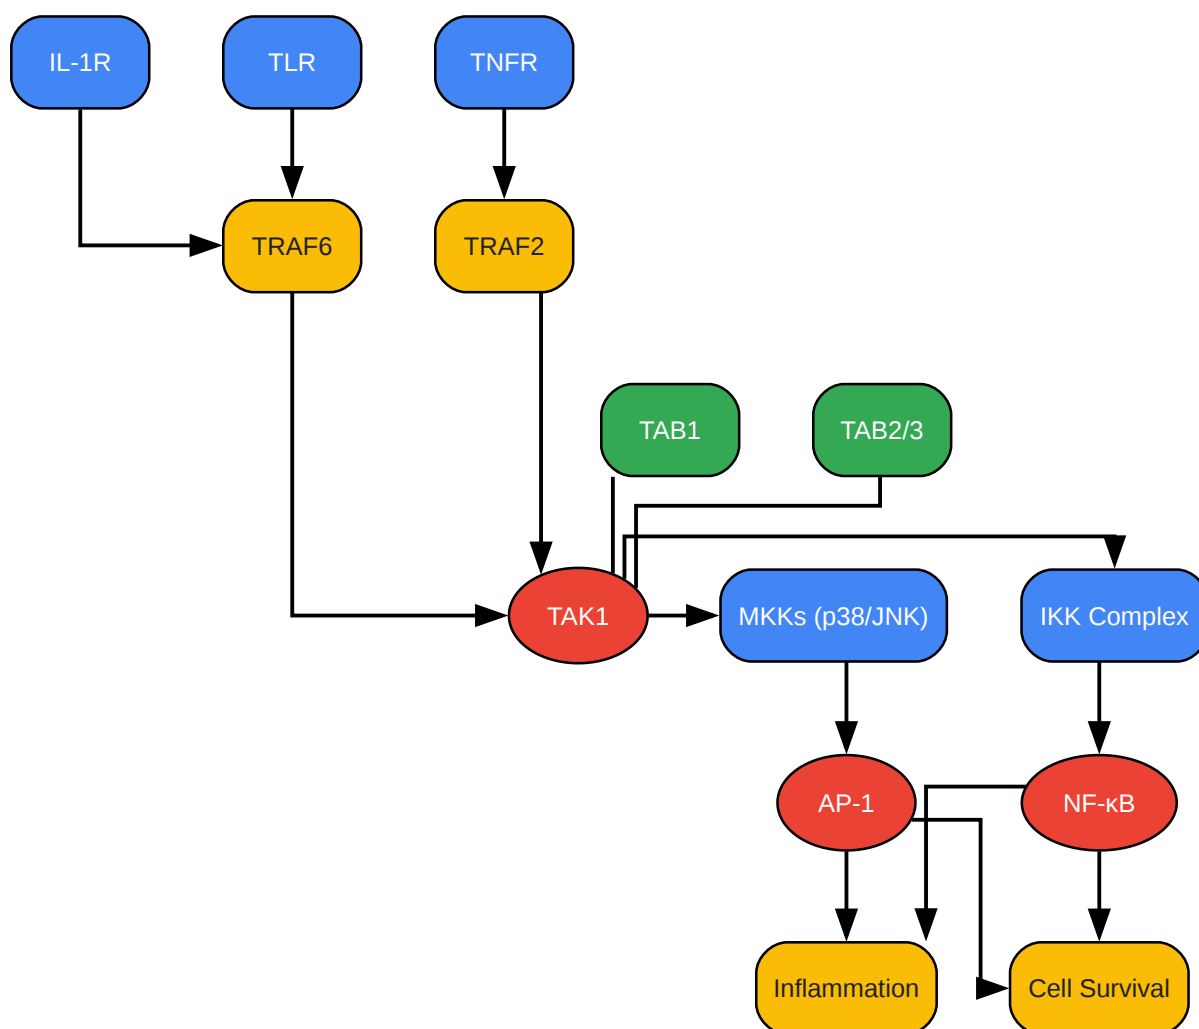 IL-1R
TLR
TNFR
TRAF6
TRAF2
TAB1
TAB2/3
TAK1
MKKs (p38/JNK)
IKK Complex
AP-1
NF-κB
Inflammation
Cell Survival